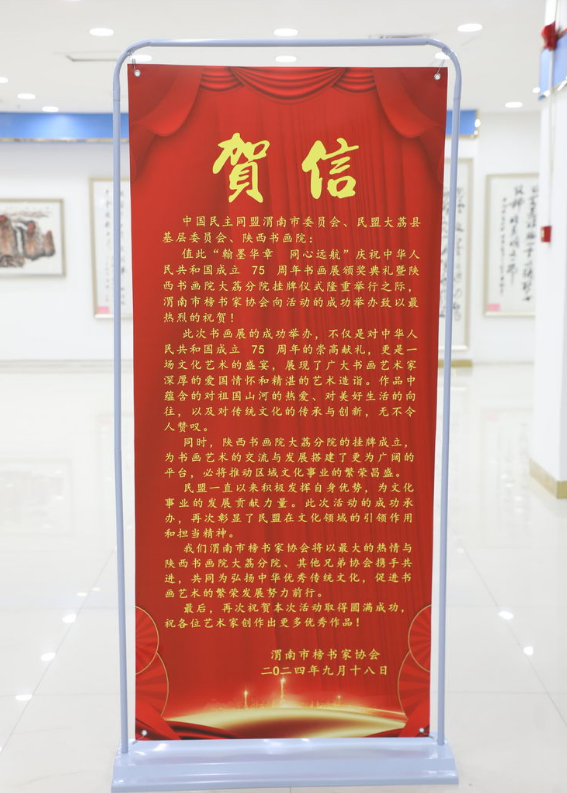 賀信
中国民主同盟渭南市委员会、民盟大荔县
基层委员会、陕西书画院：
值此“翰墨华章 同心远航”庆祝中华人
民共和国成立 75 周年书画展颁奖典礼暨陕
西书画院大荔分院挂牌仪式隆重举行之际，
渭南市榜书家协会向活动的成功举办致以最
热烈的祝贺！
此次书画展的成功举办，不仅是对中华人
民共和国成立 75 周年的崇高献礼，更是一
场文化艺术的盛宴，展现了广大书画艺术家
深厚的爱国情怀和精湛的艺术造诣。作品中
蕴含的对祖国山河的热爱、对美好生活的向
往，以及对传统文化的传承与创新，无不令
人赞叹。
同时，陕西书画院大荔分院的挂牌成立，
为书画艺术的交流与发展搭建了更为广阔的
平台，必将推动区域文化事业的繁荣昌盛。
民盟一直以来积极发挥自身优势，为文化
事业的发展贡献力量。此次活动的成功承
办，再次彰显了民盟在文化领域的引领作用
和担当精神。
我们渭南市榜书家协会将以最大的热情与
陕西书画院大荔分院、其他兄弟协会携手共
进，共同为弘扬中华优秀传统文化，促进书
画艺术的繁荣发展努力前行。
最后，再次祝贺本次活动取得圆满成功，
祝各位艺术家创作出更多优秀作品！
渭南市榜书家协会
二0二四年九月十八日